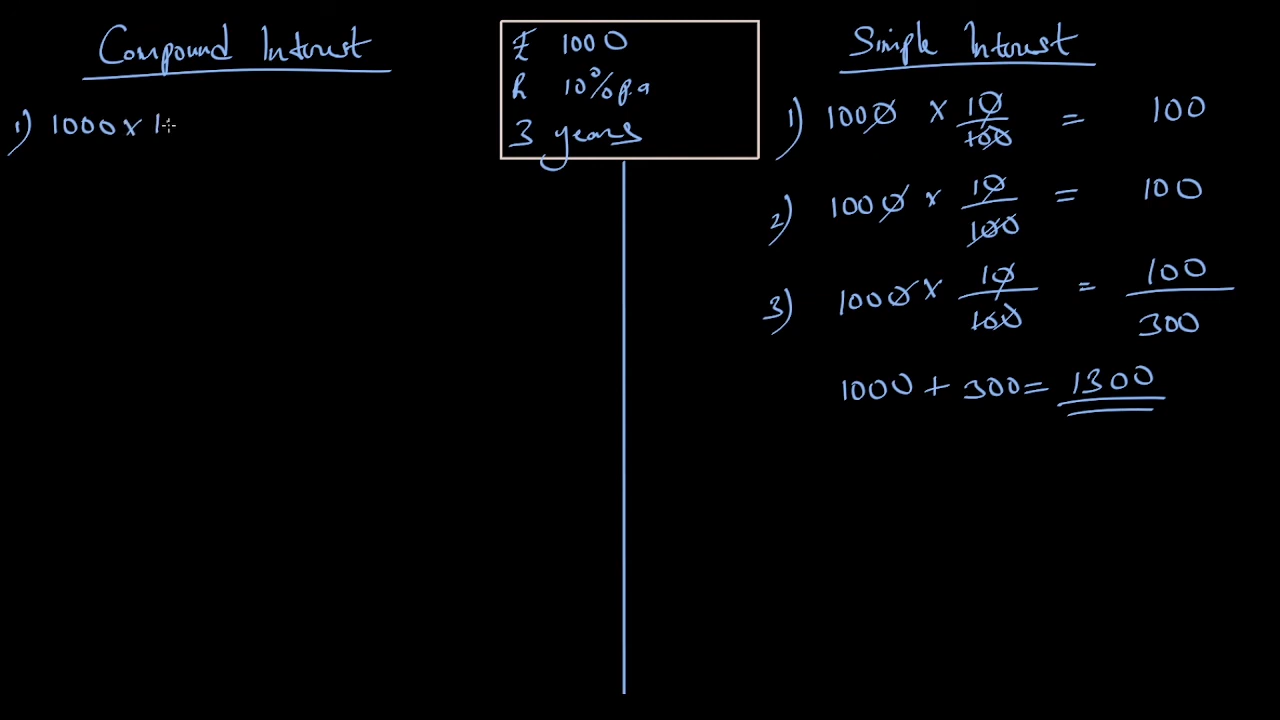 Compound Interest
1) 1000 x 1
₹ 1000
R 10% p.a
3 years
Simple Interest
1) 1000 x 10/100 = 100
2) 1000 x 10/100 = 100
3) 1000 x 10/100 = 100
300
1000 + 300 = 1300